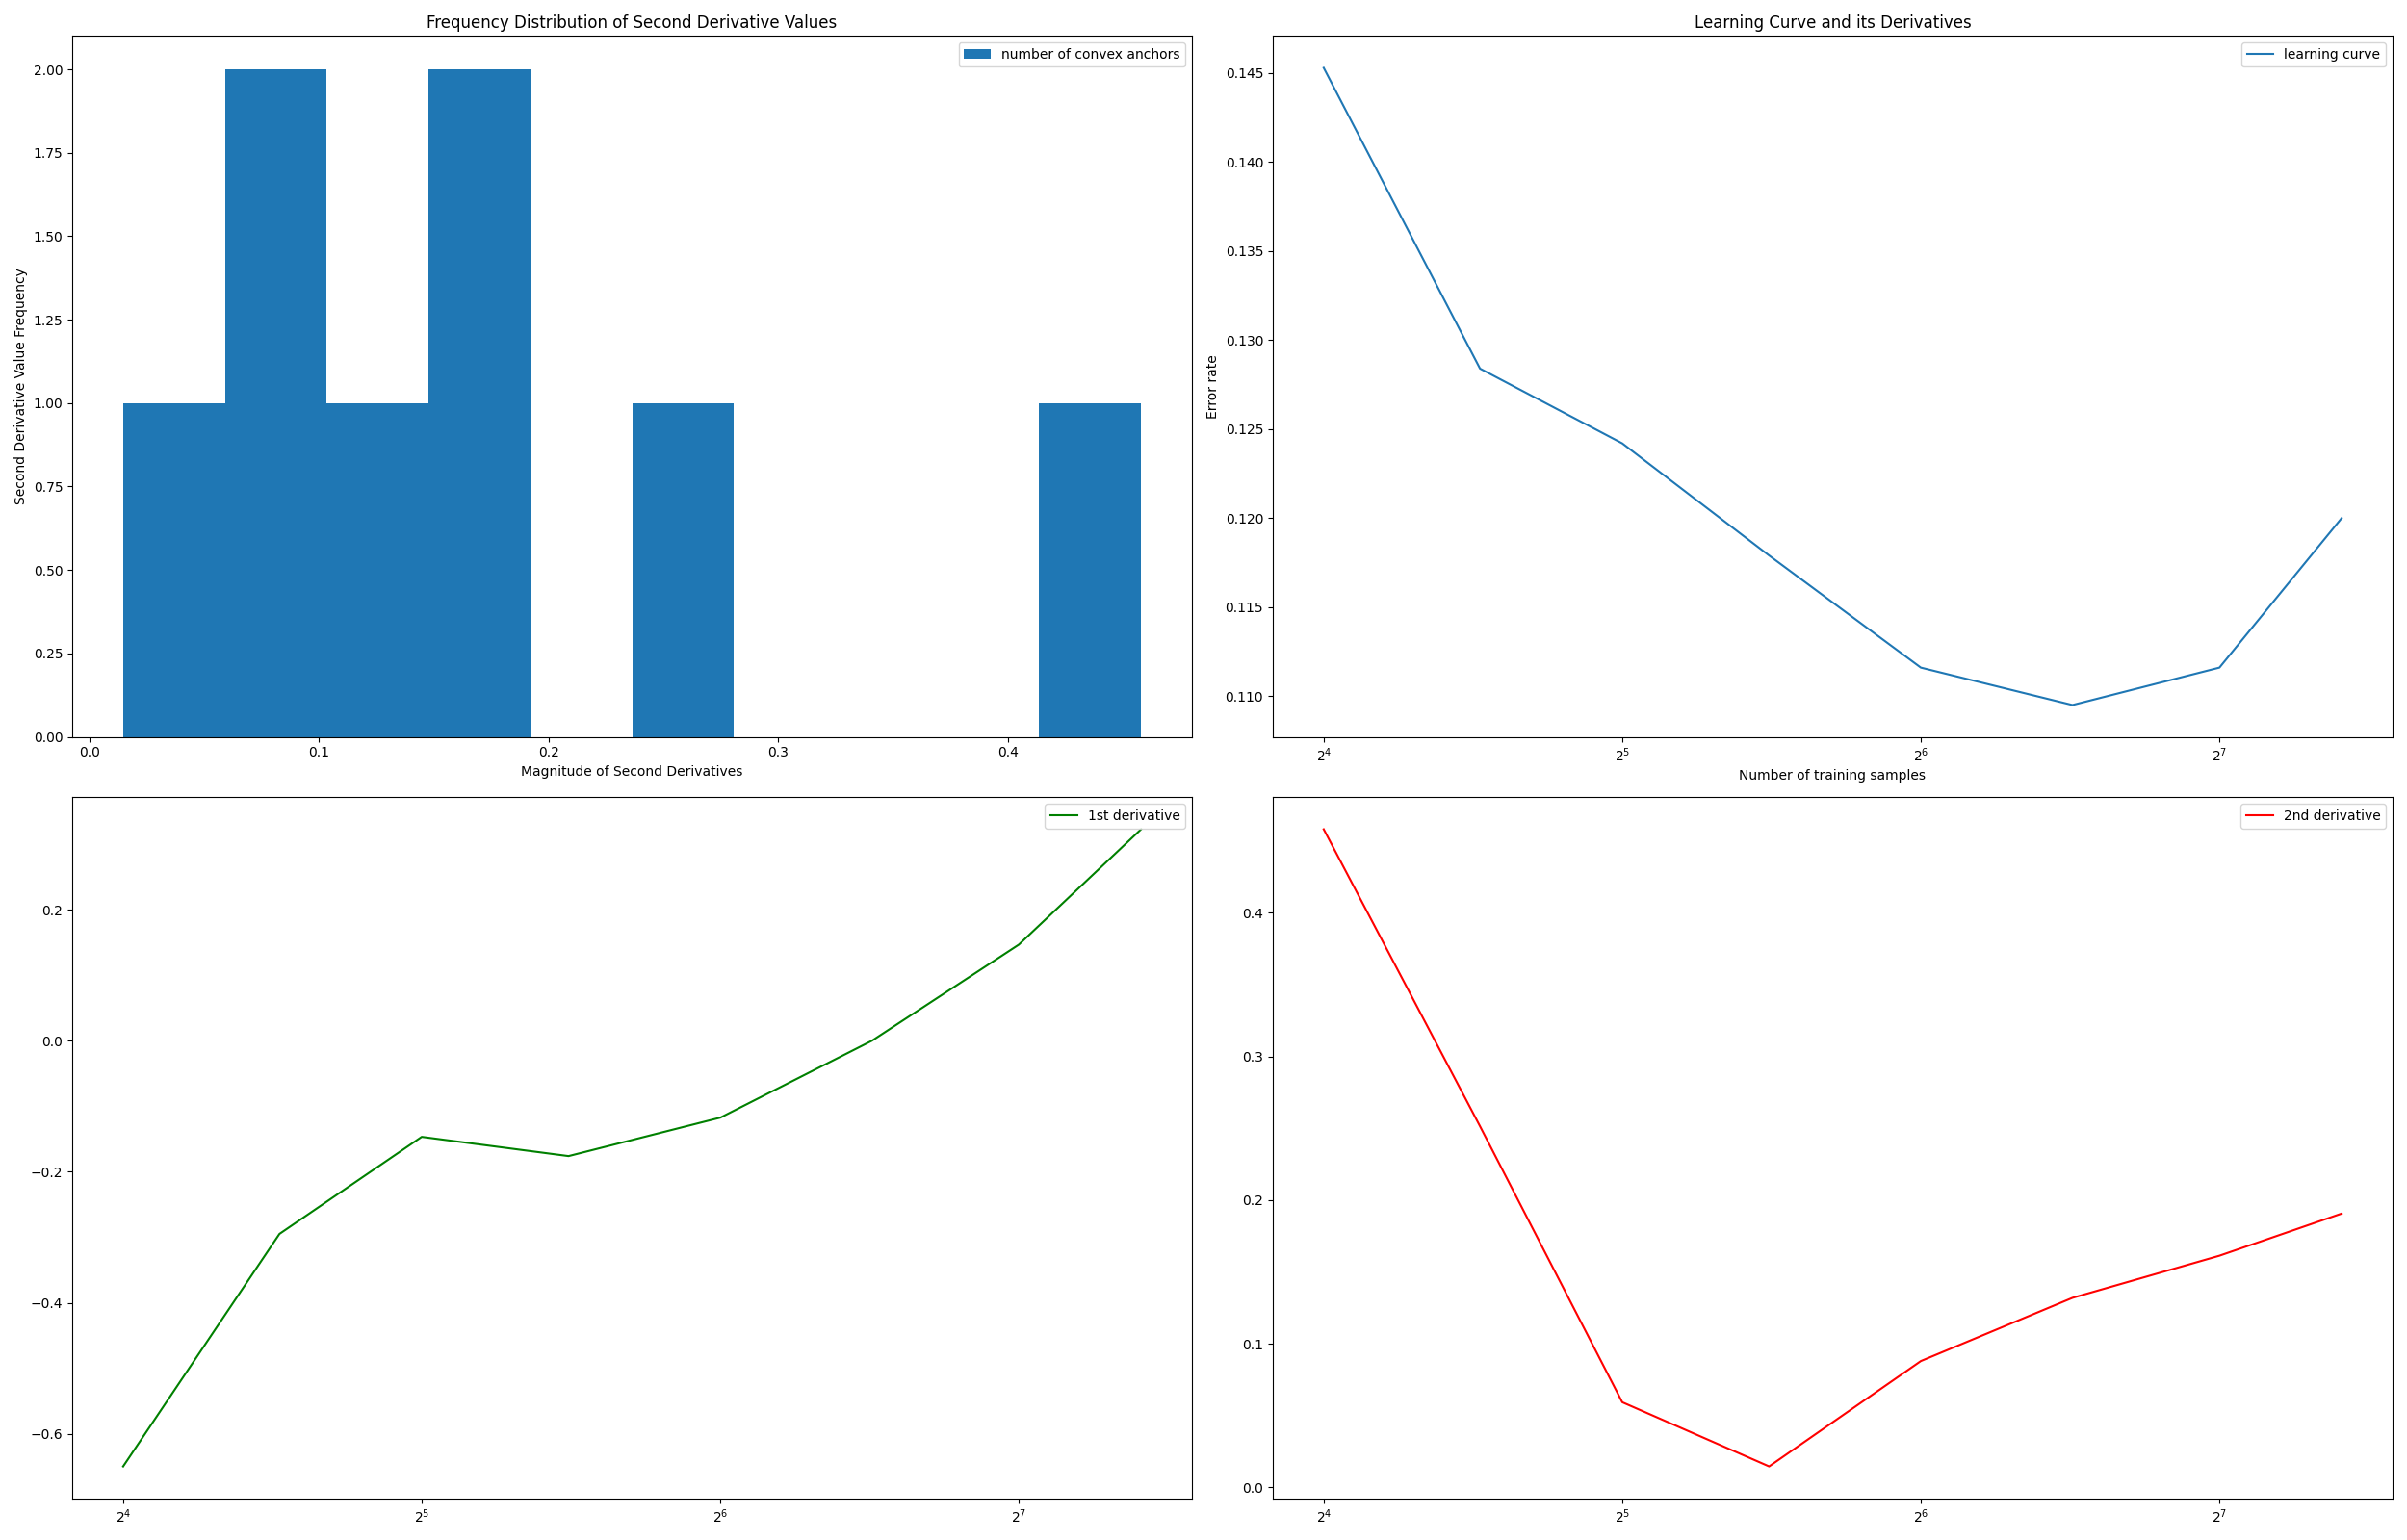 Frequency Distribution of Second Derivative Values
number of convex anchors
2.00
1.75
1.50
1.25
1.00
0.75
0.50
0.25
0.00
Second Derivative Value Frequency
0.0 0.1 0.2 0.3 0.4
Magnitude of Second Derivatives
Learning Curve and its Derivatives
learning curve
0.145
0.140
0.135
0.130
0.125
0.120
0.115
0.110
Error rate
2⁴ 2⁵ 2⁶ 2⁷
Number of training samples
1st derivative
0.2
0.0
−0.2
−0.4
−0.6
2⁴ 2⁵ 2⁶ 2⁷
2nd derivative
0.4
0.3
0.2
0.1
0.0
2⁴ 2⁵ 2⁶ 2⁷